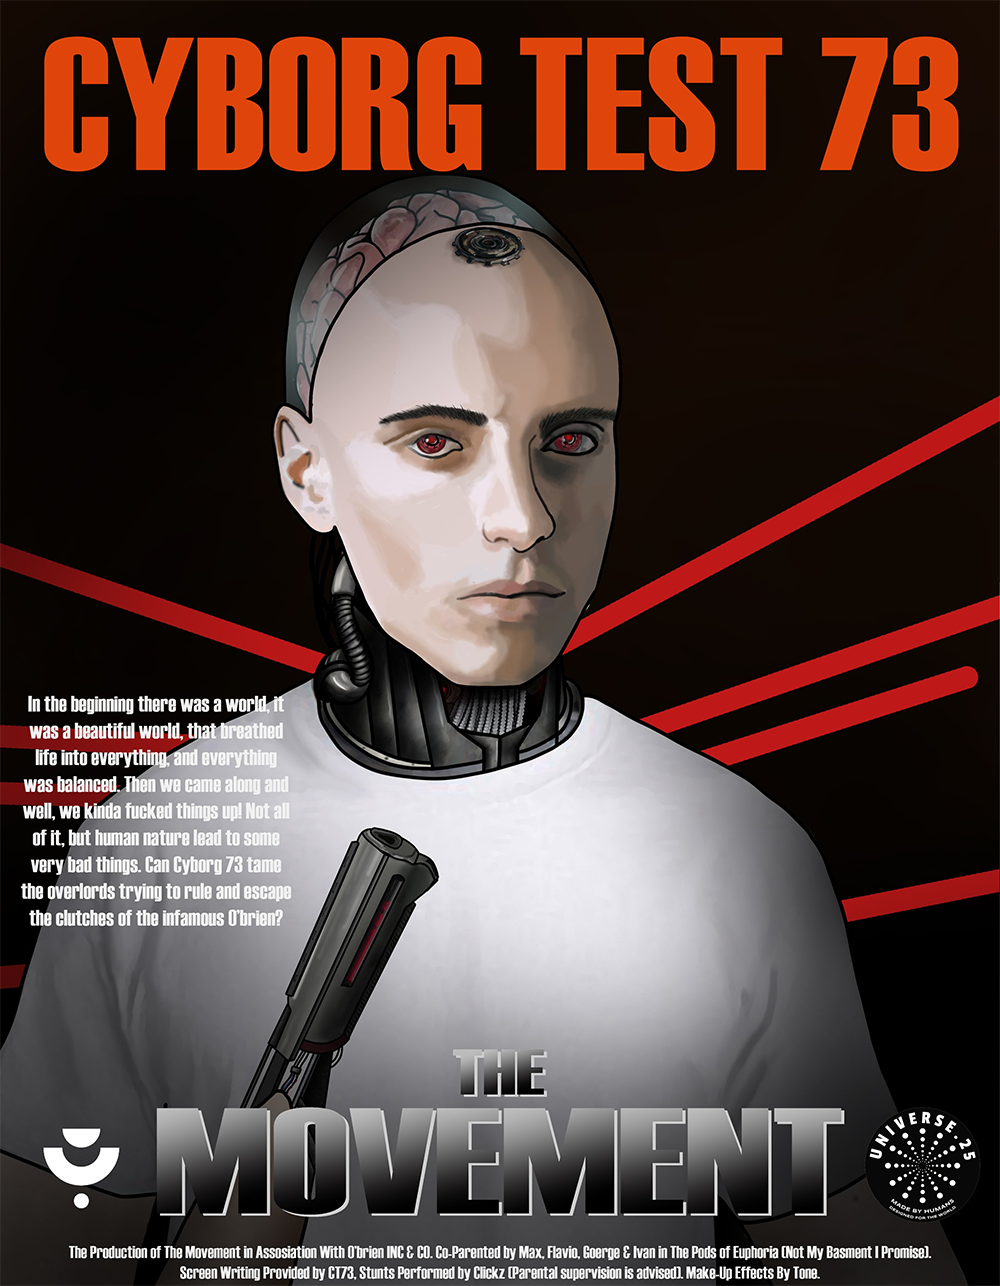 CYBORG TEST 73
In the beginning there was a world, it
was a beautiful world, that breathed
life into everything, and everything
was balanced. Then we came along and
well, we kinda fucked things up! Not all
of it, but human nature lead to some
very bad things. Can Cyborg 73 tame
the overlords trying to rule and escape
the clutches of the infamous O'brien?
THE
MOVEMENT
UNIVERSE·25
MADE BY HUMANS
DESIGNED FOR THE WORLD
The Production of The Movement in Assosiation With O'brien INC & CO. Co-Parented by Max, Flavio, Goerge & Ivan in The Pods of Euphoria (Not My Basment I Promise).
Screen Writing Provided by CT73, Stunts Performed by Clickz (Parental supervision is advised). Make-Up Effects By Tone.